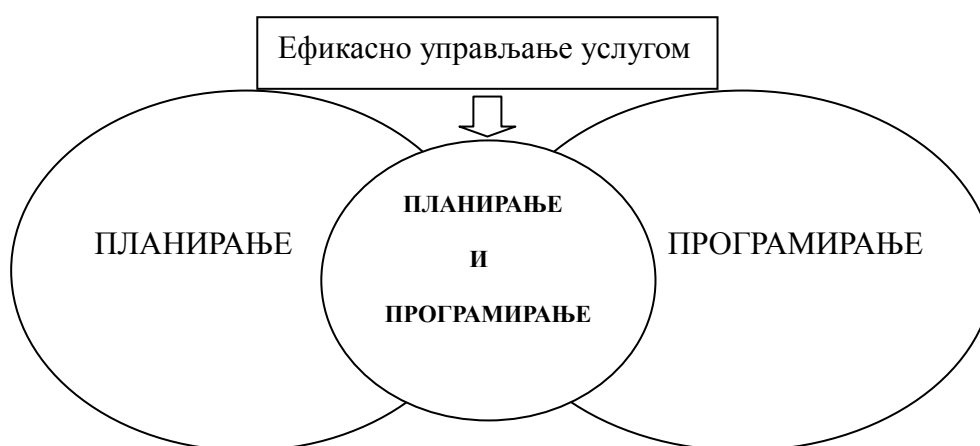 Ефикасно управљање услугом
ПЛАНИРАЊЕ
ПЛАНИРАЊЕ
И
ПРОГРАМИРАЊЕ
ПРОГРАМИРАЊЕ